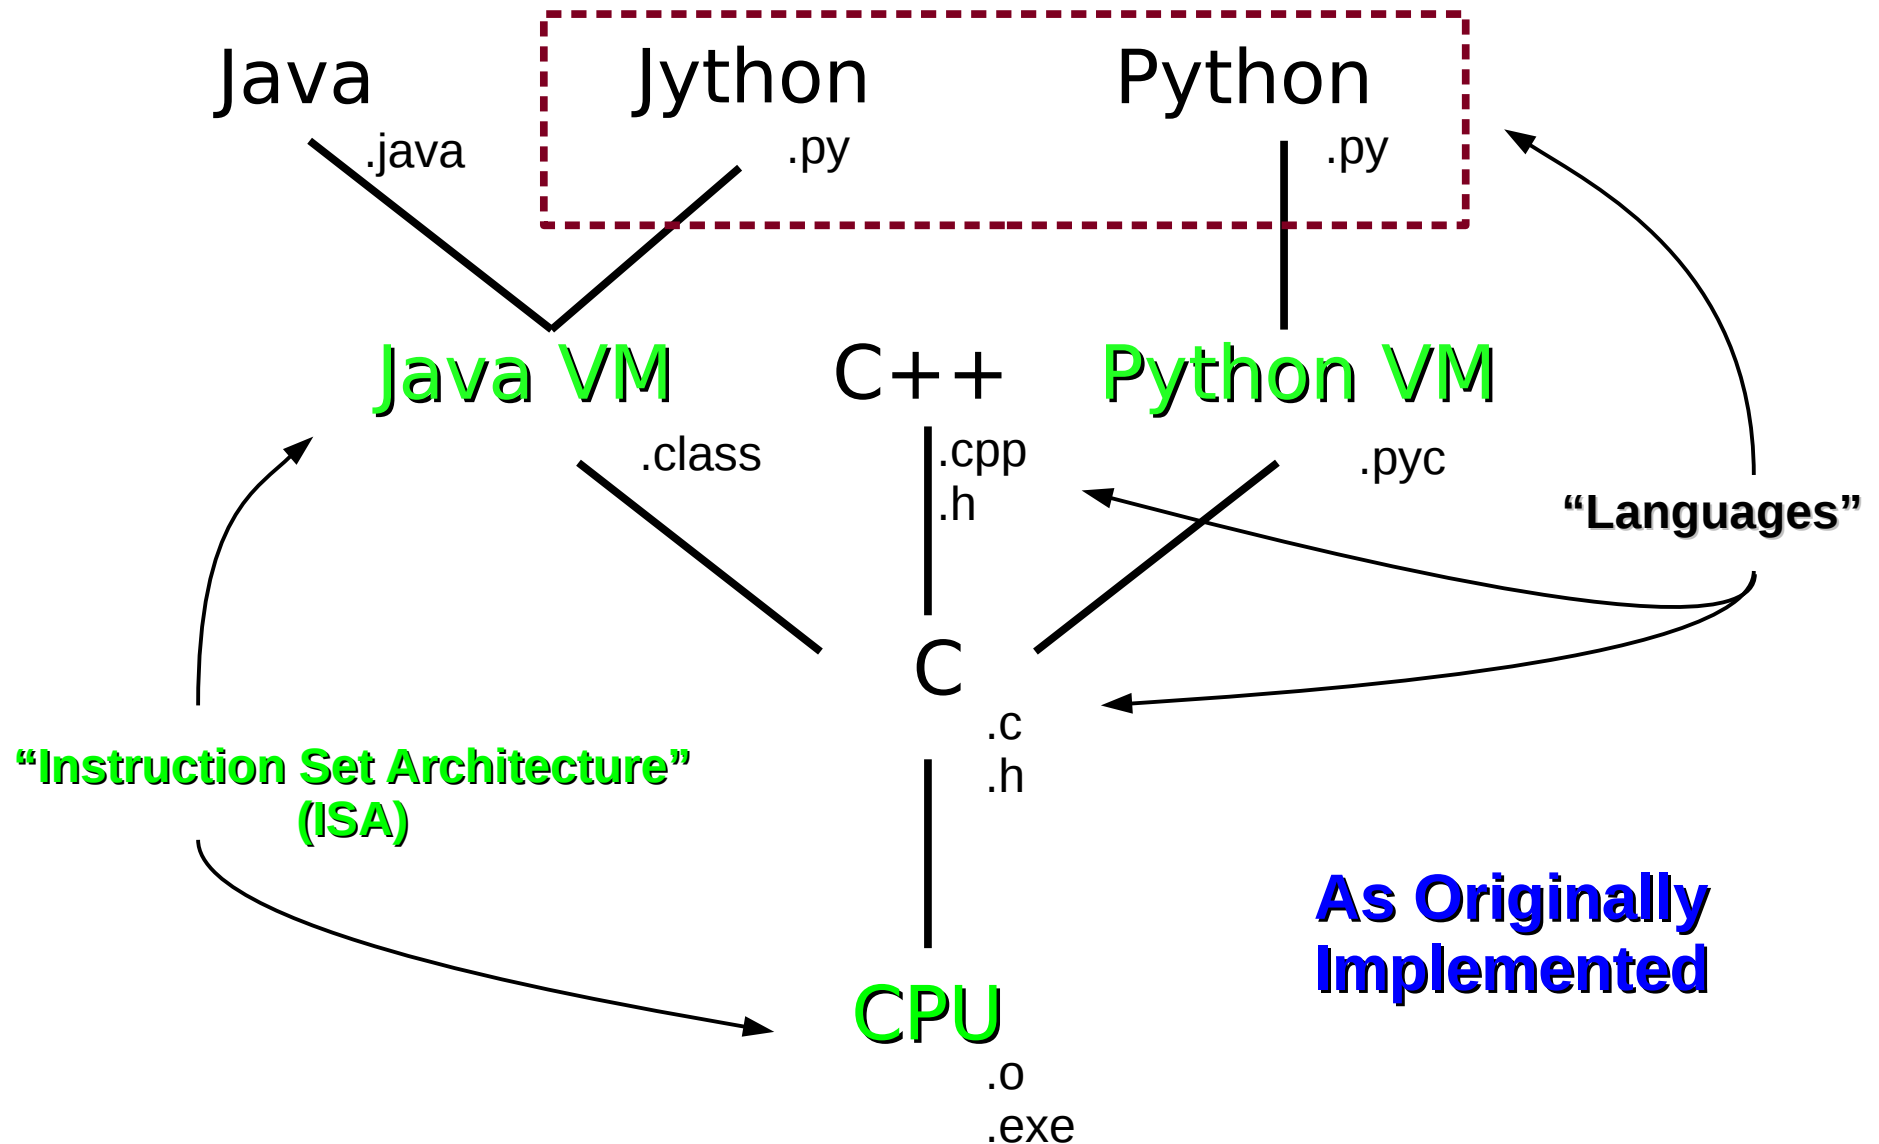 Java
.java
Jython
.py
Python
.py
Java VM
.class
C++
.cpp
.h
Python VM
.pyc
“Languages”
C
.c
.h
“Instruction Set Architecture”
(ISA)
As Originally
Implemented
CPU
.o
.exe